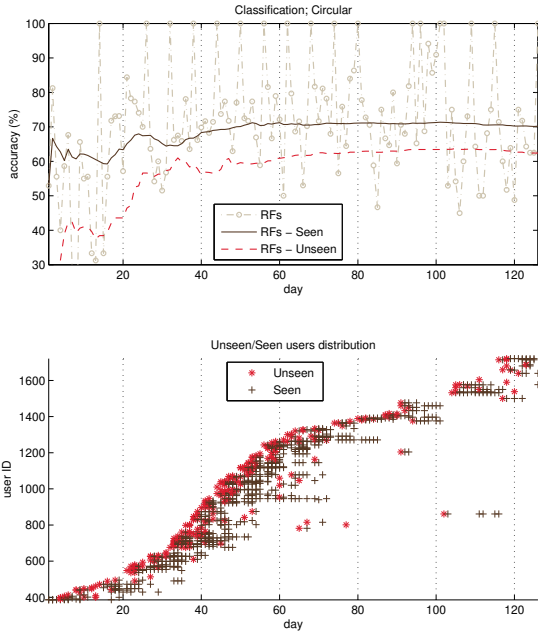 Classification; Circular
accuracy (%)
100
90
80
70
60
50
40
30
RFs
RFs − Seen
RFs − Unseen
20
40
60
80
100
120
day
Unseen/Seen users distribution
user ID
1600
1400
1200
1000
800
600
400
Unseen
Seen
20
40
60
80
100
120
day